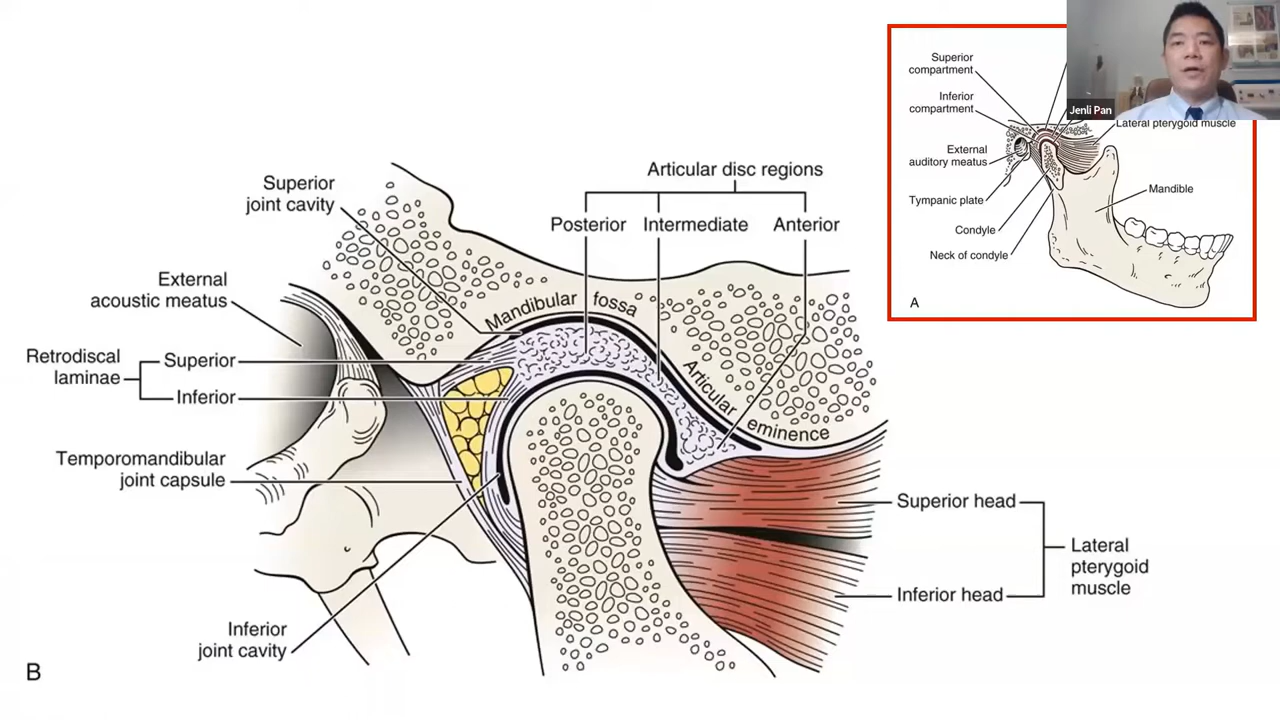 Superior
joint cavity
External
acoustic meatus
Retrodiscal
laminae
Superior
Inferior
Temporomandibular
joint capsule
Inferior
joint cavity
B
Articular disc regions
Posterior
Intermediate
Anterior
Mandibular fossa
Articular
eminence
Superior head
Inferior head
Lateral
pterygoid
muscle
Superior
compartment
Inferior
compartment
External
auditory meatus
Tympanic plate
Condyle
Neck of condyle
A
Jenli Pan
Lateral pterygoid muscle
Mandible